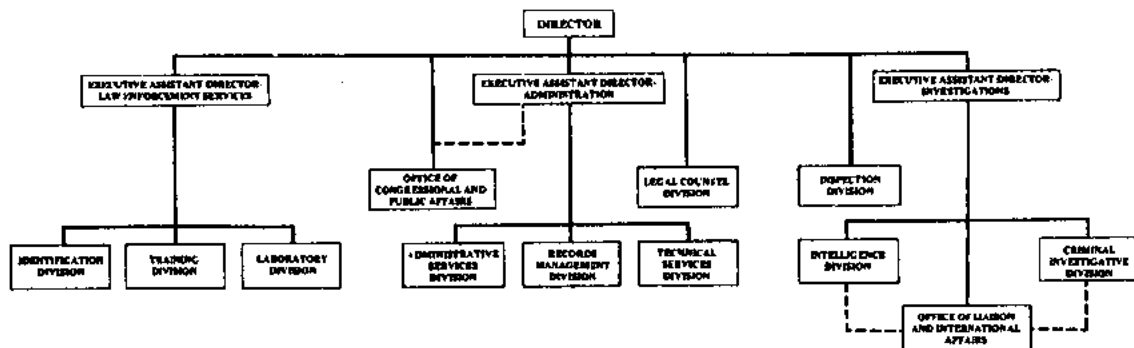 DIRECTOR
EXECUTIVE ASSISTANT DIRECTOR-
LAW ENFORCEMENT SERVICES
EXECUTIVE ASSISTANT DIRECTOR-
ADMINISTRATION
EXECUTIVE ASSISTANT DIRECTOR-
INVESTIGATIONS
OFFICE OF
CONGRESSIONAL AND
PUBLIC AFFAIRS
LEGAL COUNSEL
DIVISION
INSPECTION
DIVISION
IDENTIFICATION
DIVISION
TRAINING
DIVISION
LABORATORY
DIVISION
ADMINISTRATIVE
SERVICES
DIVISION
RECORDS
MANAGEMENT
DIVISION
TECHNICAL
SERVICES
DIVISION
INTELLIGENCE
DIVISION
CRIMINAL
INVESTIGATIVE
DIVISION
OFFICE OF LIAISON
AND INTERNATIONAL
AFFAIRS